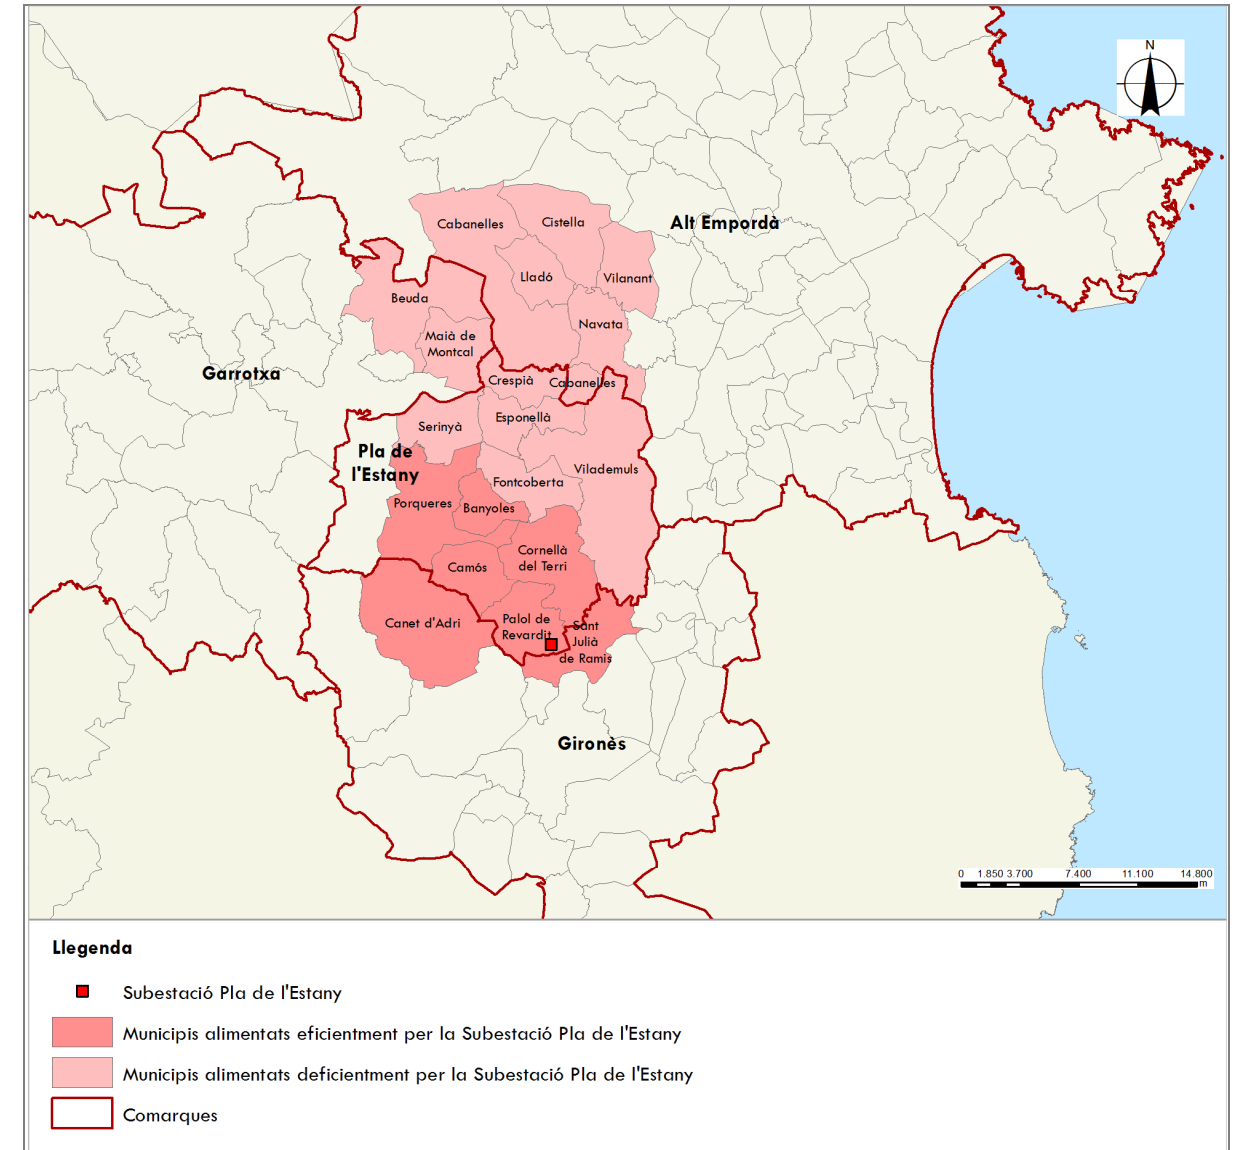 N
Alt Empordà
Cabanelles
Cistella
Lladó
Vilanant
Beuda
Navata
Maià de
Montcal
Garrotxa
Crespià
Cabanelles
Esponellà
Serinyà
Pla de
l'Estany
Vilademuls
Fontcoberta
Porqueres
Banyoles
Cornellà
del Terri
Camós
Canet d'Adri
Palol de
Revardit
Sant
Julià
de Ramis
Gironès
0 1.850 3.700 7.400 11.100 14.800
m
Llegenda
Subestació Pla de l'Estany
Municipis alimentats eficientment per la Subestació Pla de l'Estany
Municipis alimentats deficientment per la Subestació Pla de l'Estany
Comarques